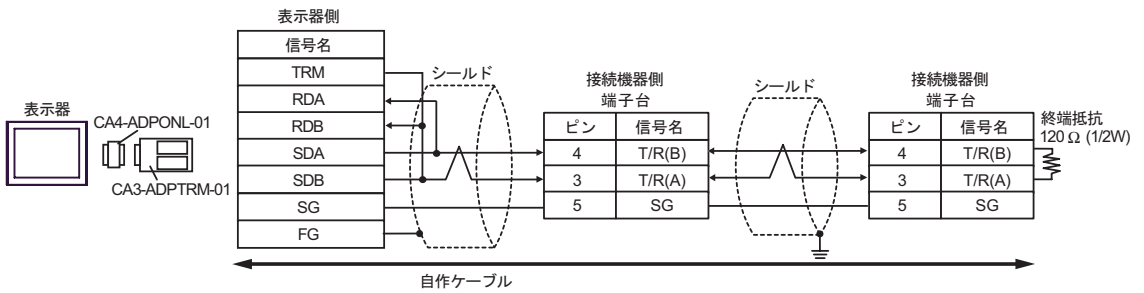 表示器
CA4-ADPONL-01
CA3-ADPTRM-01
表示器側
信号名
TRM
RDA
RDB
SDA
SDB
SG
FG
シールド
接続機器側
端子台
ピン 信号名
4 T/R(B)
3 T/R(A)
5 SG
シールド
接続機器側
端子台
ピン 信号名
4 T/R(B)
3 T/R(A)
5 SG
終端抵抗
120 Ω (1/2W)
自作ケーブル